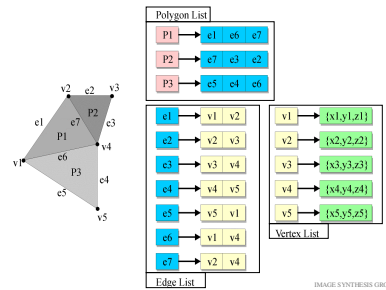 Polygon List
P1 e1 e6 e7
P2 e7 e3 e2
P3 e5 e4 e6
v2 e2 v3
e7 P2
e1 e3
P1
v4
e6
v1
P3
e4
e5
v5
e1 v1 v2
e2 v2 v3
e3 v3 v4
e4 v4 v5
e5 v5 v1
e6 v1 v4
e7 v2 v4
Edge List
v1 {x1,y1,z1}
v2 {x2,y2,z2}
v3 {x3,y3,z3}
v4 {x4,y4,z4}
v5 {x5,y5,z5}
Vertex List
IMAGE SYNTHESIS GRO